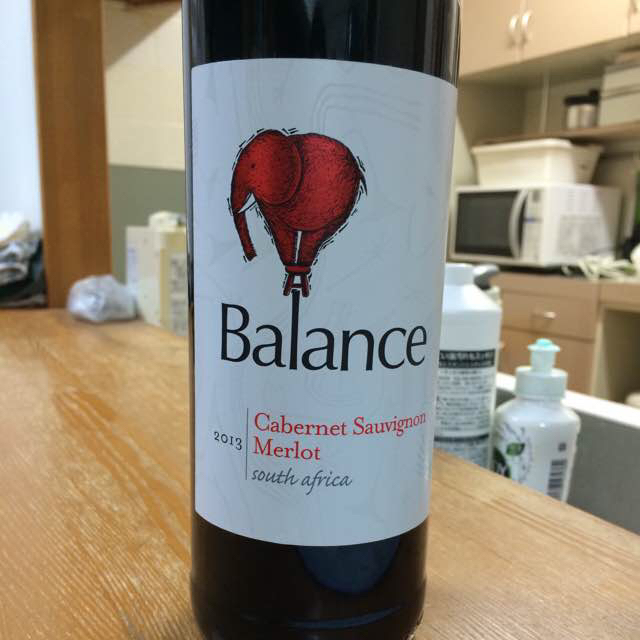 Balance
2013
Cabernet Sauvignon
Merlot
south africa